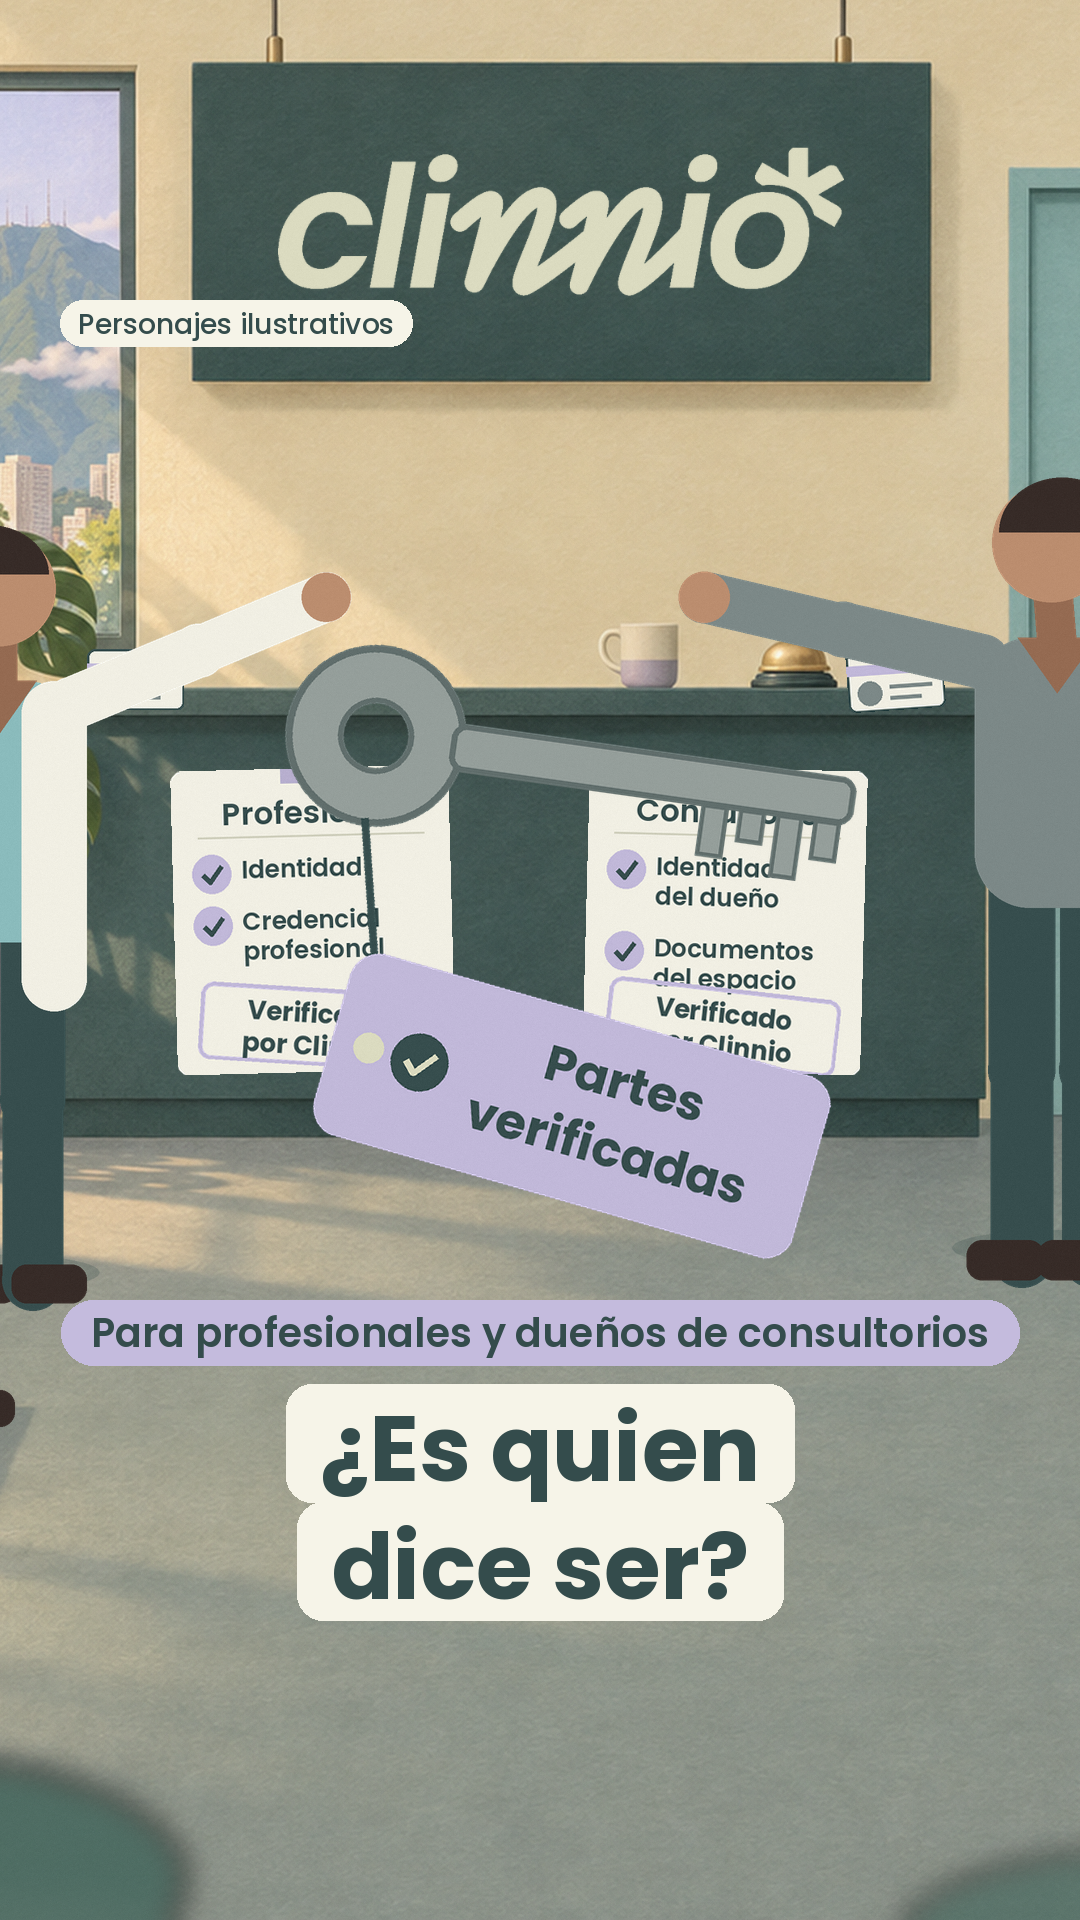 clinnio
Personajes ilustrativos
Identidad
Credencial
profesional
Identidad
del dueño
Documentos
del espacio
Verificado
Clinnio
Partes
verificadas
Para profesionales y dueños de consultorios
¿Es quien
dice ser?